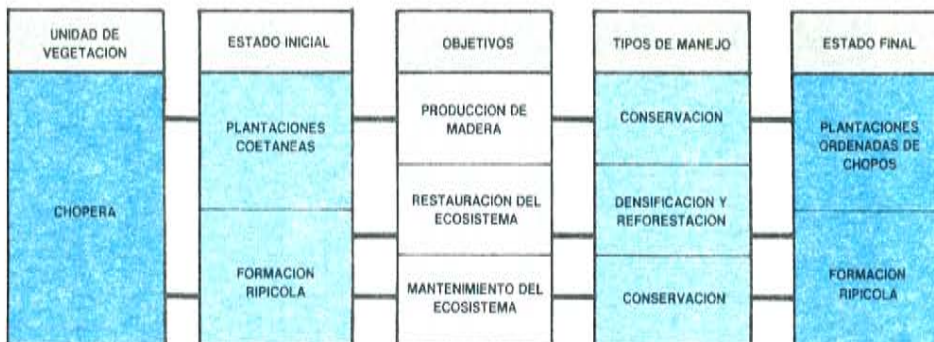 UNIDAD DE
VEGETACION
ESTADO INICIAL
OBJETIVOS
TIPOS DE MANEJO
ESTADO FINAL
CHOPERA
PLANTACIONES
COETANEAS
FORMACION
RIPICOLA
PRODUCCION DE
MADERA
RESTAURACION DEL
ECOSISTEMA
MANTENIMIENTO DEL
ECOSISTEMA
CONSERVACION
DENSIFICACION Y
REFORESTACION
CONSERVACION
PLANTACIONES
ORDENADAS DE
CHOPOS
FORMACION
RIPICOLA